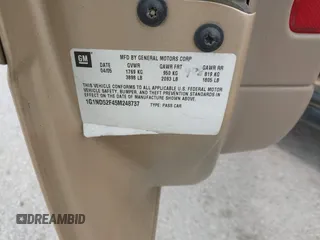 GM
MFD BY GENERAL MOTORS CORP
DATE GVWR GAWR FRT GAWR RR
04/05 1769 KG 950 KG 819 KG
3898 LB 2093 LB 1805 LB
THIS VEHICLE CONFORMS TO ALL APPLICABLE U.S. FEDERAL MOTOR
VEHICLE SAFETY, BUMPER, AND THEFT PREVENTION STANDARDS IN
EFFECT ON THE DATE OF MANUFACTURE SHOWN ABOVE.
1G1ND52F45M248737 TYPE: PASS CAR
DREAMBID